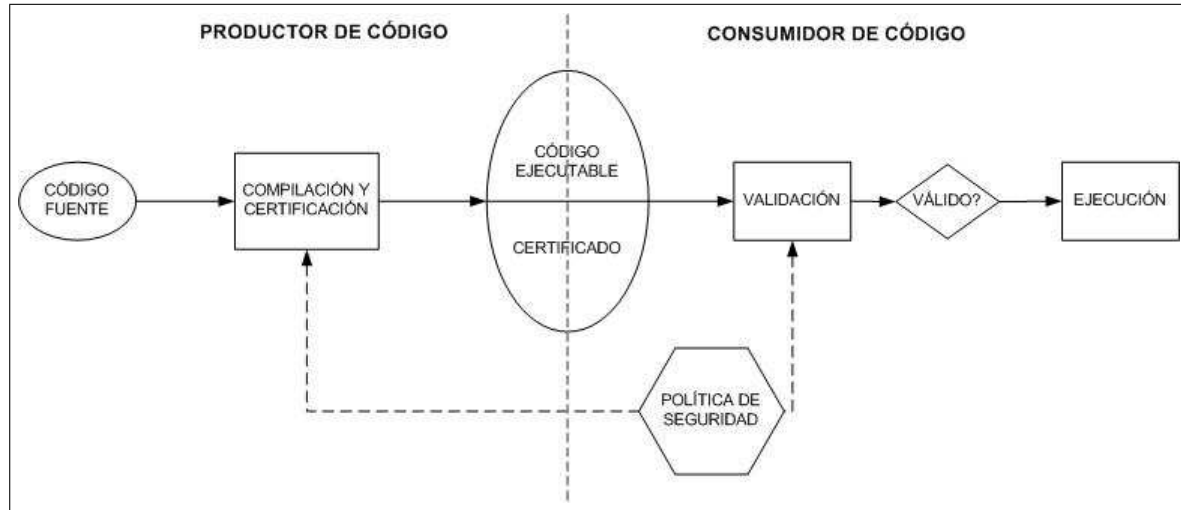 PRODUCTOR DE CÓDIGO
CONSUMIDOR DE CÓDIGO
CÓDIGO
FUENTE
COMPILACIÓN Y
CERTIFICACIÓN
CÓDIGO
EJECUTABLE
CERTIFICADO
VALIDACIÓN
VÁLIDO?
EJECUCIÓN
POLÍTICA DE
SEGURIDAD